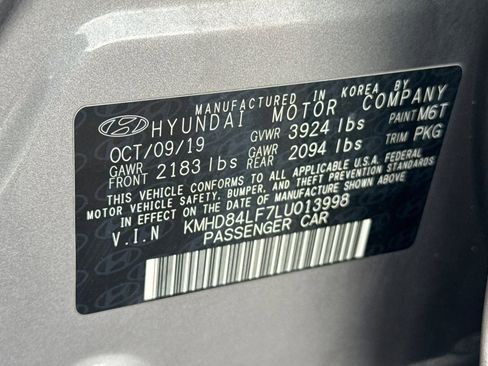 MANUFACTURED IN KOREA BY
HYUNDAI MOTOR COMPANY
OCT/09/19 GVWR 3924 lbs PAINT M6T
GAWR FRONT 2183 lbs GAWR REAR 2094 lbs TRIM PKG
THIS VEHICLE CONFORMS TO ALL APPLICABLE U.S.A. FEDERAL
MOTOR VEHICLE SAFETY, BUMPER, AND THEFT PREVENTION STANDARDS
IN EFFECT ON THE DATE OF MANUFACTURE SHOWN ABOVE.
V.I.N KMHD84LF7LU013998
PASSENGER CAR